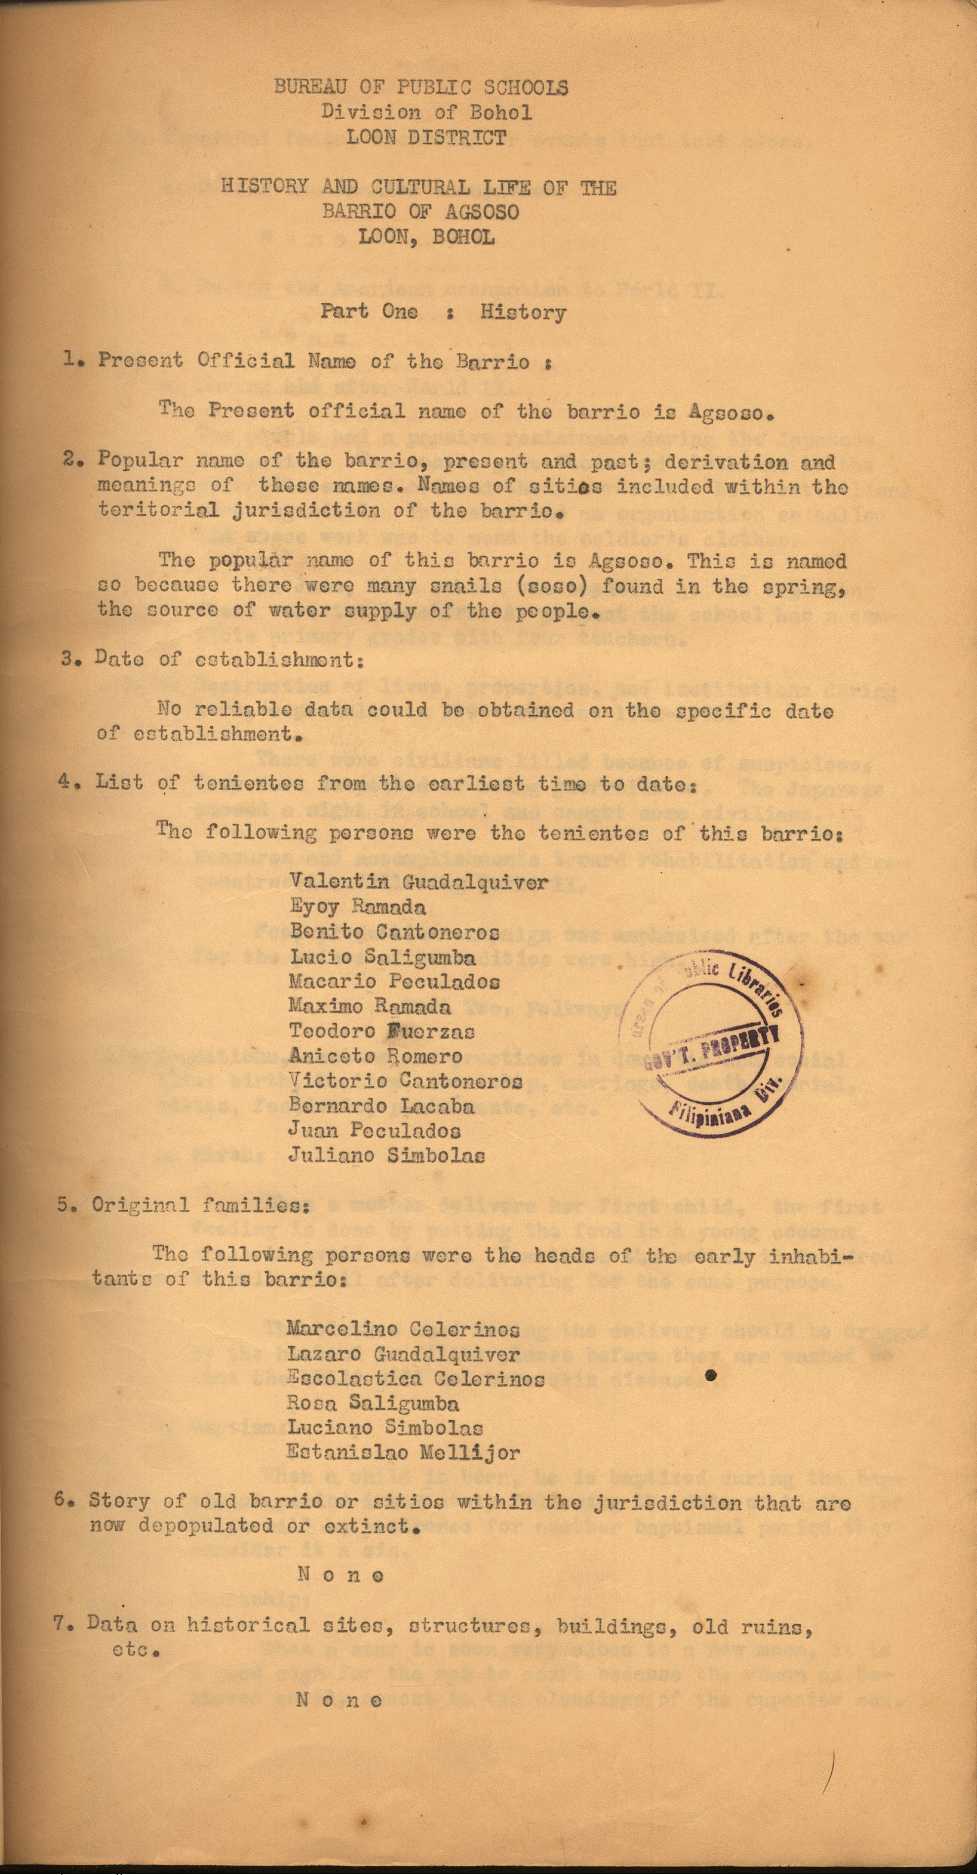 BUREAU OF PUBLIC SCHOOLS
Division of Bohol
LOON DISTRICT
HISTORY AND CULTURAL LIFE OF THE
BARRIO OF AGSOSO
LOON, BOHOL
Part One : History
1. Present Official Name of the Barrio :
The Present official name of the barrio is Agsoso.
2. Popular name of the barrio, present and past; derivation and
meanings of these names. Names of sitios included within the
teritorial jurisdiction of the barrio.
The popular name of this barrio is Agsoso. This is named
so because there were many snails (soso) found in the spring,
the source of water supply of the people.
3. Date of establishment:
No reliable data could be obtained on the specific date
of establishment.
4. List of tenientes from the earliest time to date:
The following persons were the tenientes of this barrio:
Valentin Guadalquiver
Eyoy Ramada
Benito Cantoneros
Lucio Saligumba
Macario Peculados
Maximo Ramada
Teodoro Fuerzas
Aniceto Romero
Victorio Cantoneros
Bernardo Lacaba
Juan Peculados
Juliano Simbolas
Public Libraries
GOV'T. PROPERTY
Filipiniana Div.
5. Original families:
The following persons were the heads of the early inhabi-
tants of this barrio:
Marcelino Celerinos
Lazaro Guadalquiver
Escolastica Celerinos
Rosa Saligumba
Luciano Simbolas
Estanislao Mellijor
6. Story of old barrio or sitios within the jurisdiction that are
now depopulated or extinct.
N o n e
7. Data on historical sites, structures, buildings, old ruins,
etc.
N o n e